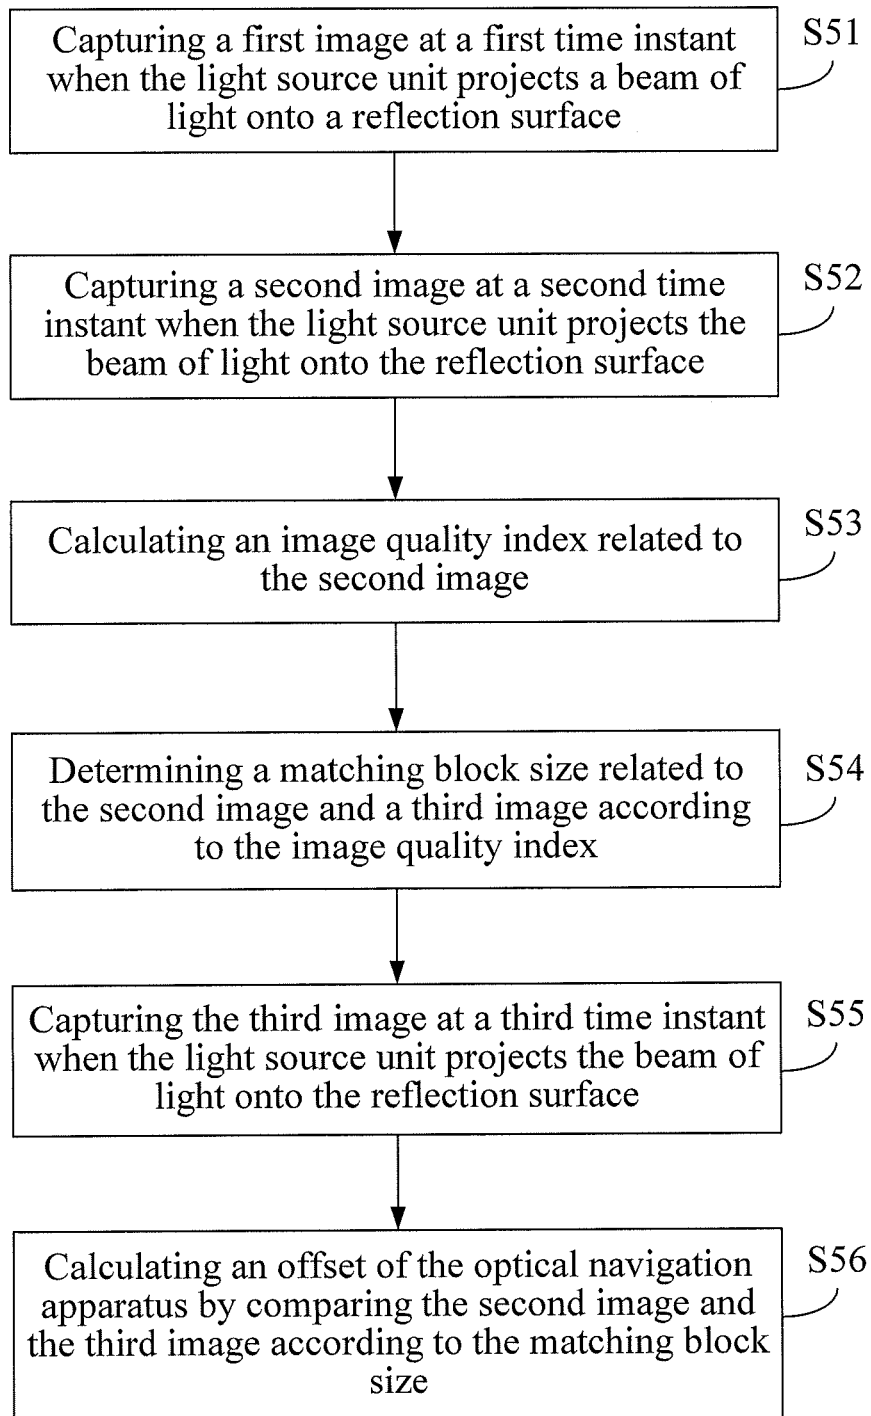 Capturing a first image at a first time instant
when the light source unit projects a beam of
light onto a reflection surface
S51
Capturing a second image at a second time
instant when the light source unit projects the
beam of light onto the reflection surface
S52
Calculating an image quality index related to
the second image
S53
Determining a matching block size related to
the second image and a third image according
to the image quality index
S54
Capturing the third image at a third time instant
when the light source unit projects the beam of
light onto the reflection surface
S55
Calculating an offset of the optical navigation
apparatus by comparing the second image and
the third image according to the matching block
size
S56